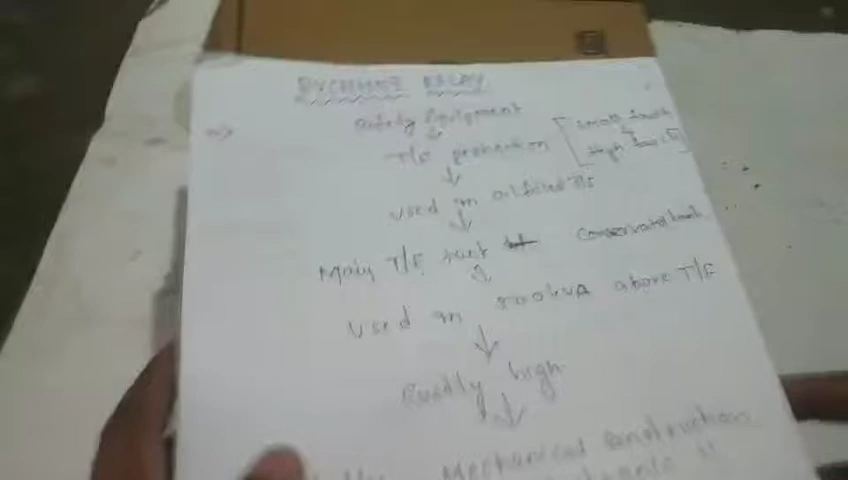 BUCHHOLZ RELAY
=> Safety Equipment
T/F protection [ small fault
High fault ]
used in oil filled T/F
Main T/F tank Conservator tank
used in 500kVA above T/F
Costly high
Mechanical Construction